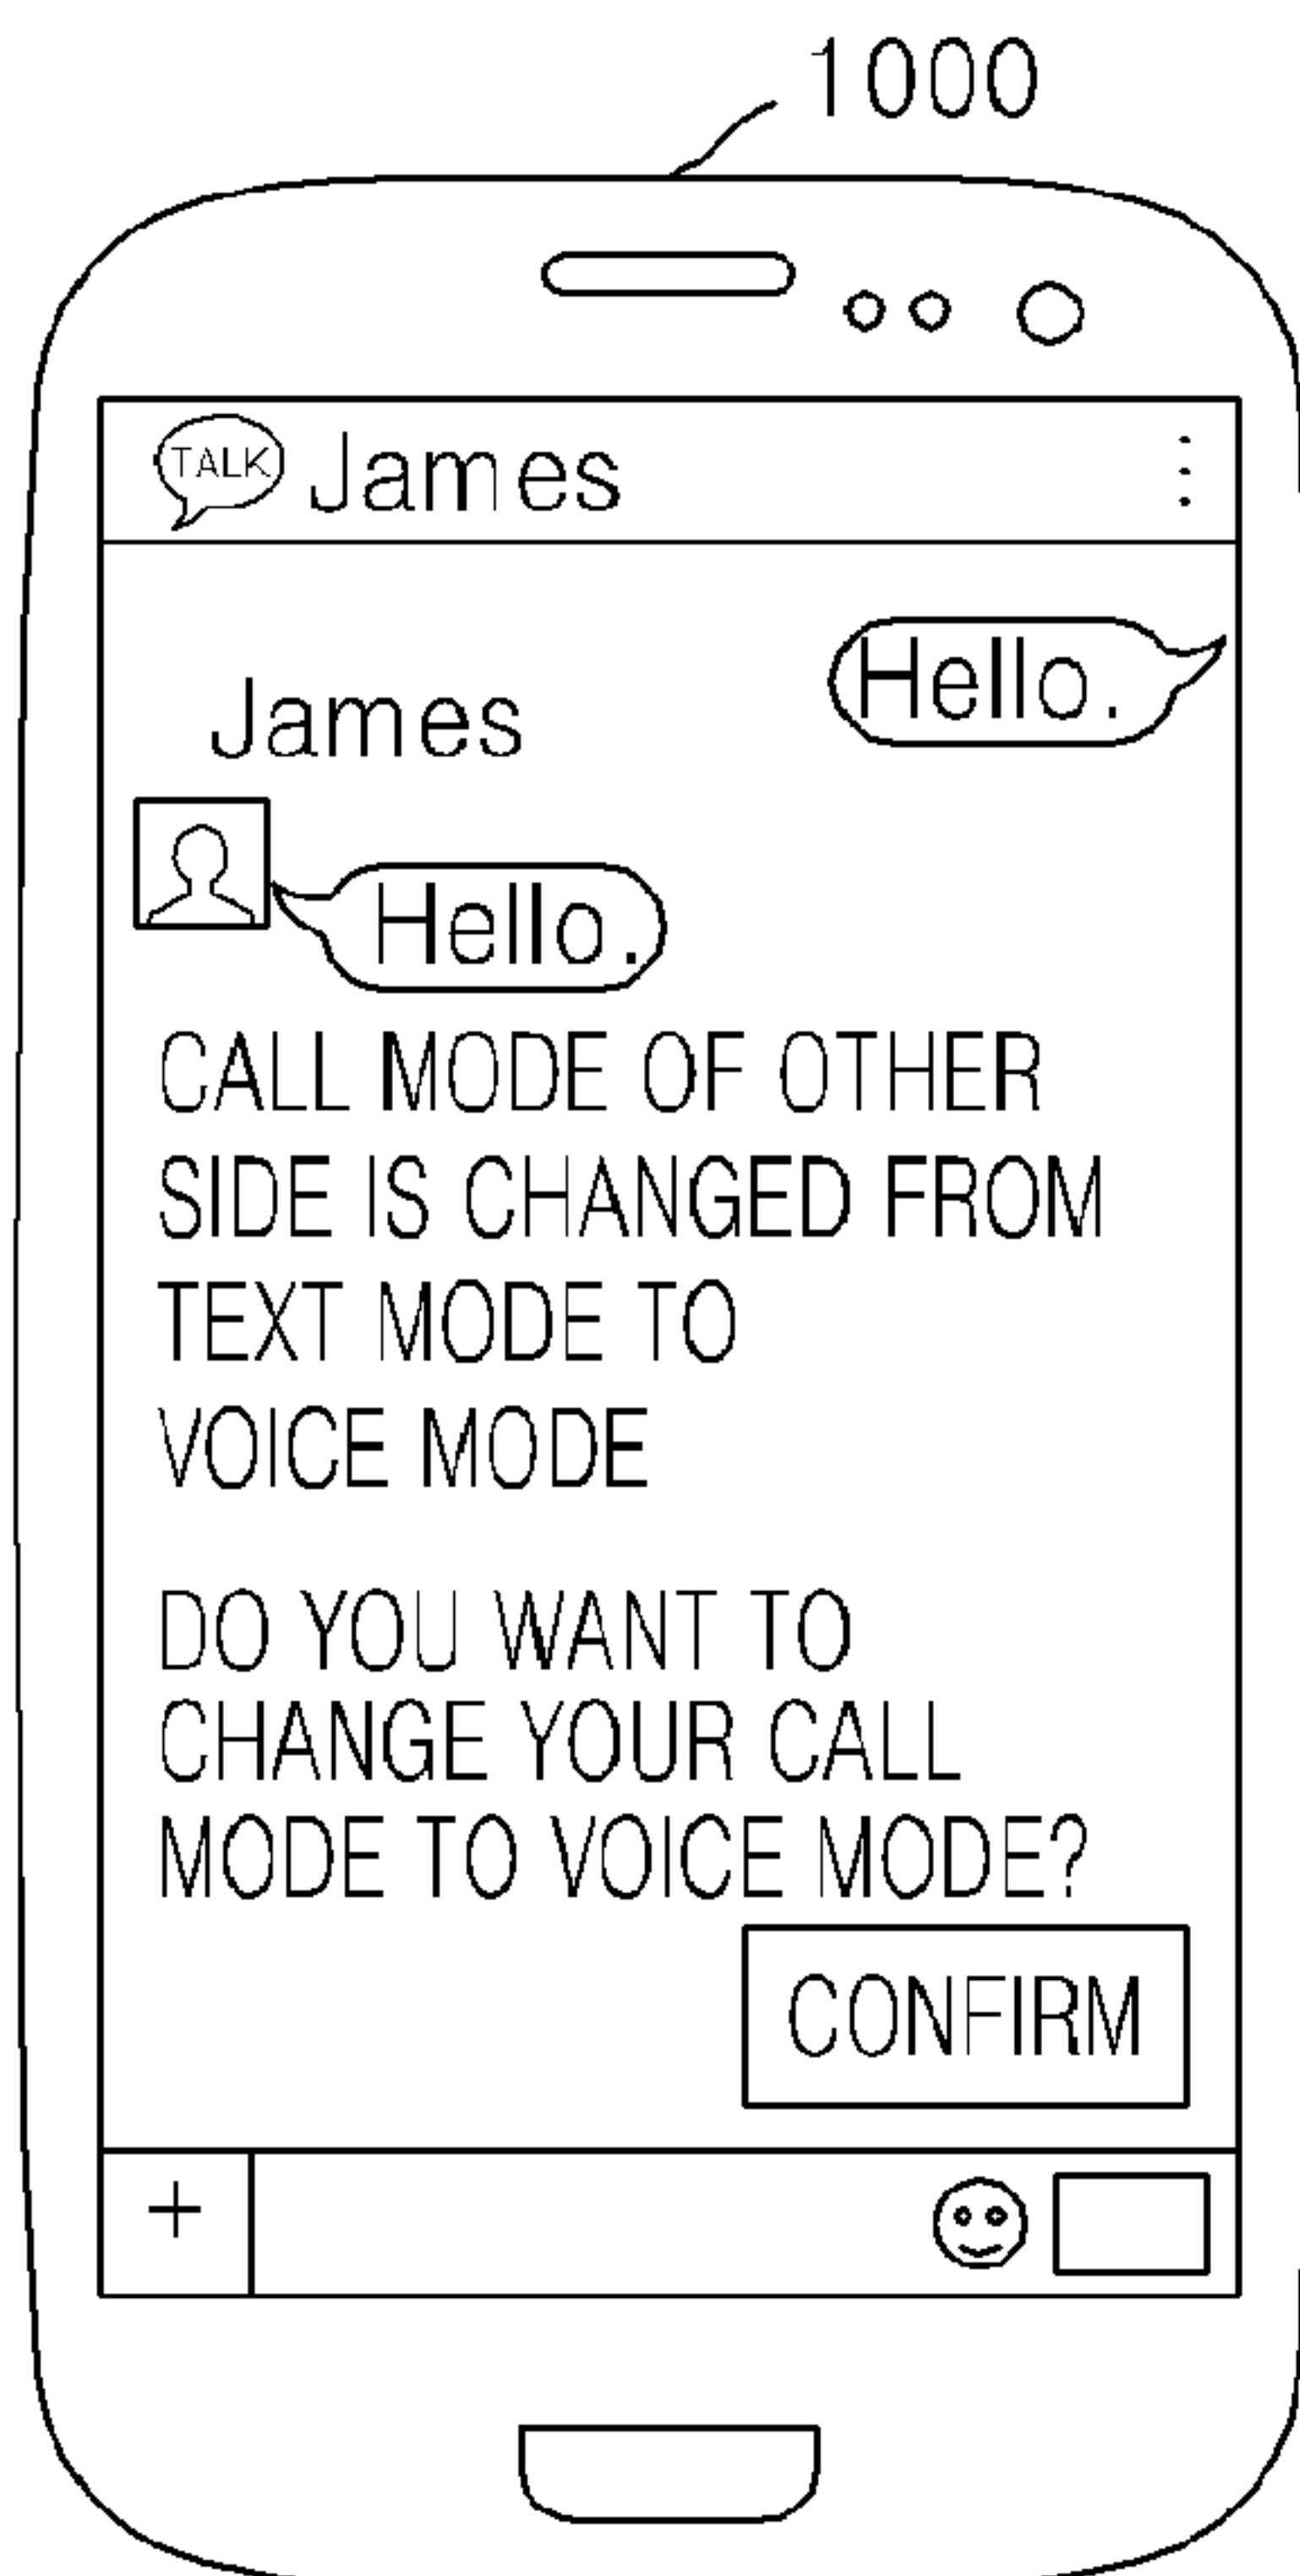 1000
TALK James
Hello.
James
Hello.
CALL MODE OF OTHER
SIDE IS CHANGED FROM
TEXT MODE TO
VOICE MODE
DO YOU WANT TO
CHANGE YOUR CALL
MODE TO VOICE MODE?
CONFIRM
+